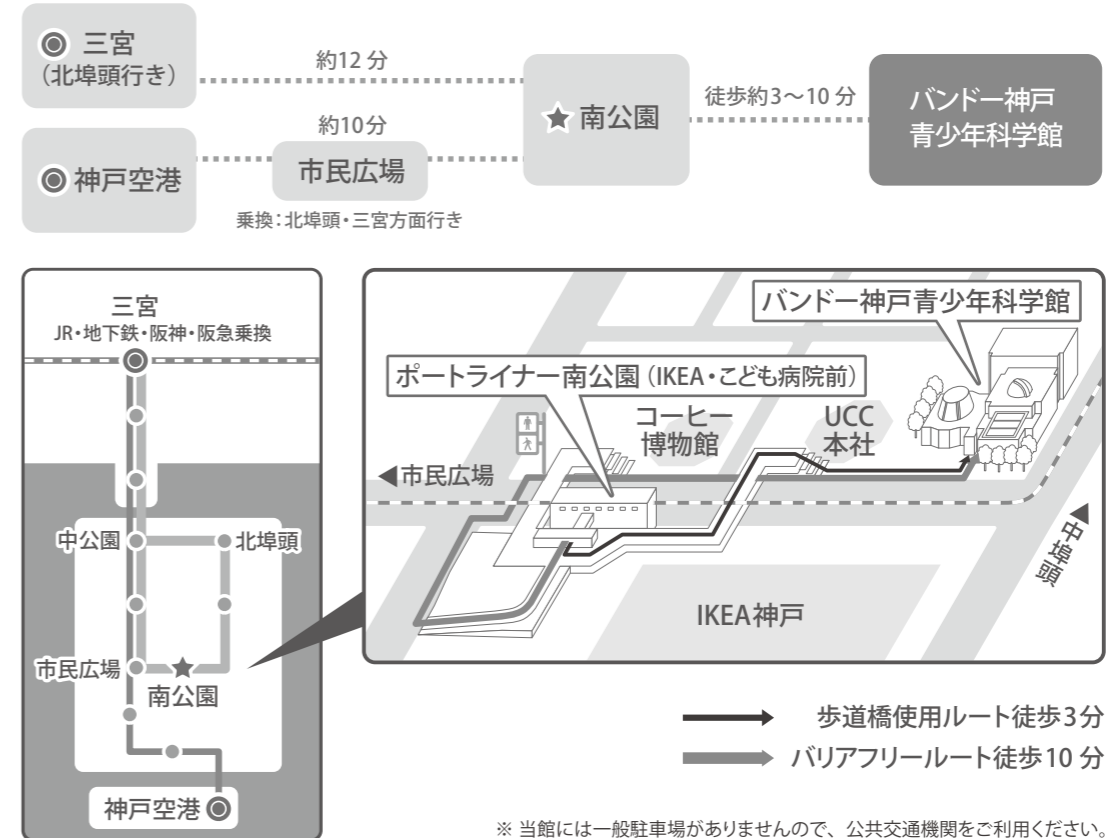 三宮
（北埠頭行き）
約12 分
神戸空港
約10分
市民広場
乗換：北埠頭・三宮方面行き
★ 南公園
徒歩約3～10 分
バンドー神戸
青少年科学館
三宮
JR・地下鉄・阪神・阪急乗換
中公園
北埠頭
市民広場
南公園
神戸空港
バンドー神戸青少年科学館
ポートライナー南公園（IKEA・こども病院前）
コーヒー
博物館
UCC
本社
◀市民広場
◀中埠頭
IKEA神戸
歩道橋使用ルート徒歩3分
バリアフリールート徒歩10 分
※ 当館には一般駐車場がありませんので、公共交通機関をご利用ください。